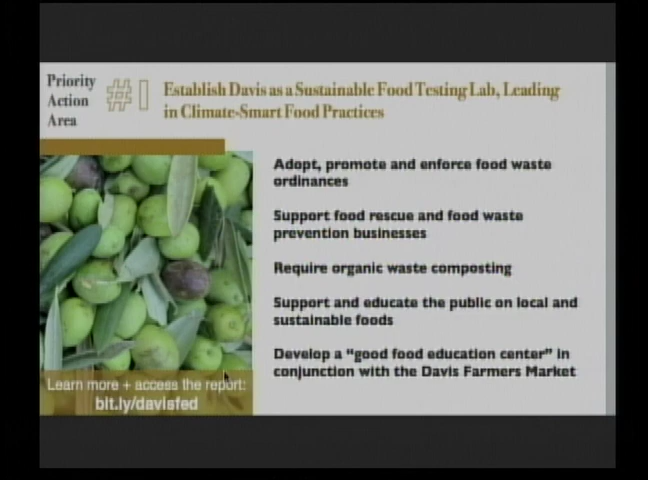 Priority
Action
Area
#1
Establish Davis as a Sustainable Food Testing Lab, Leading
in Climate-Smart Food Practices
Adopt, promote and enforce food waste
ordinances
Support food rescue and food waste
prevention businesses
Require organic waste composting
Support and educate the public on local and
sustainable foods
Develop a "good food education center" in
conjunction with the Davis Farmers Market
Learn more + access the report:
bit.ly/davisfed